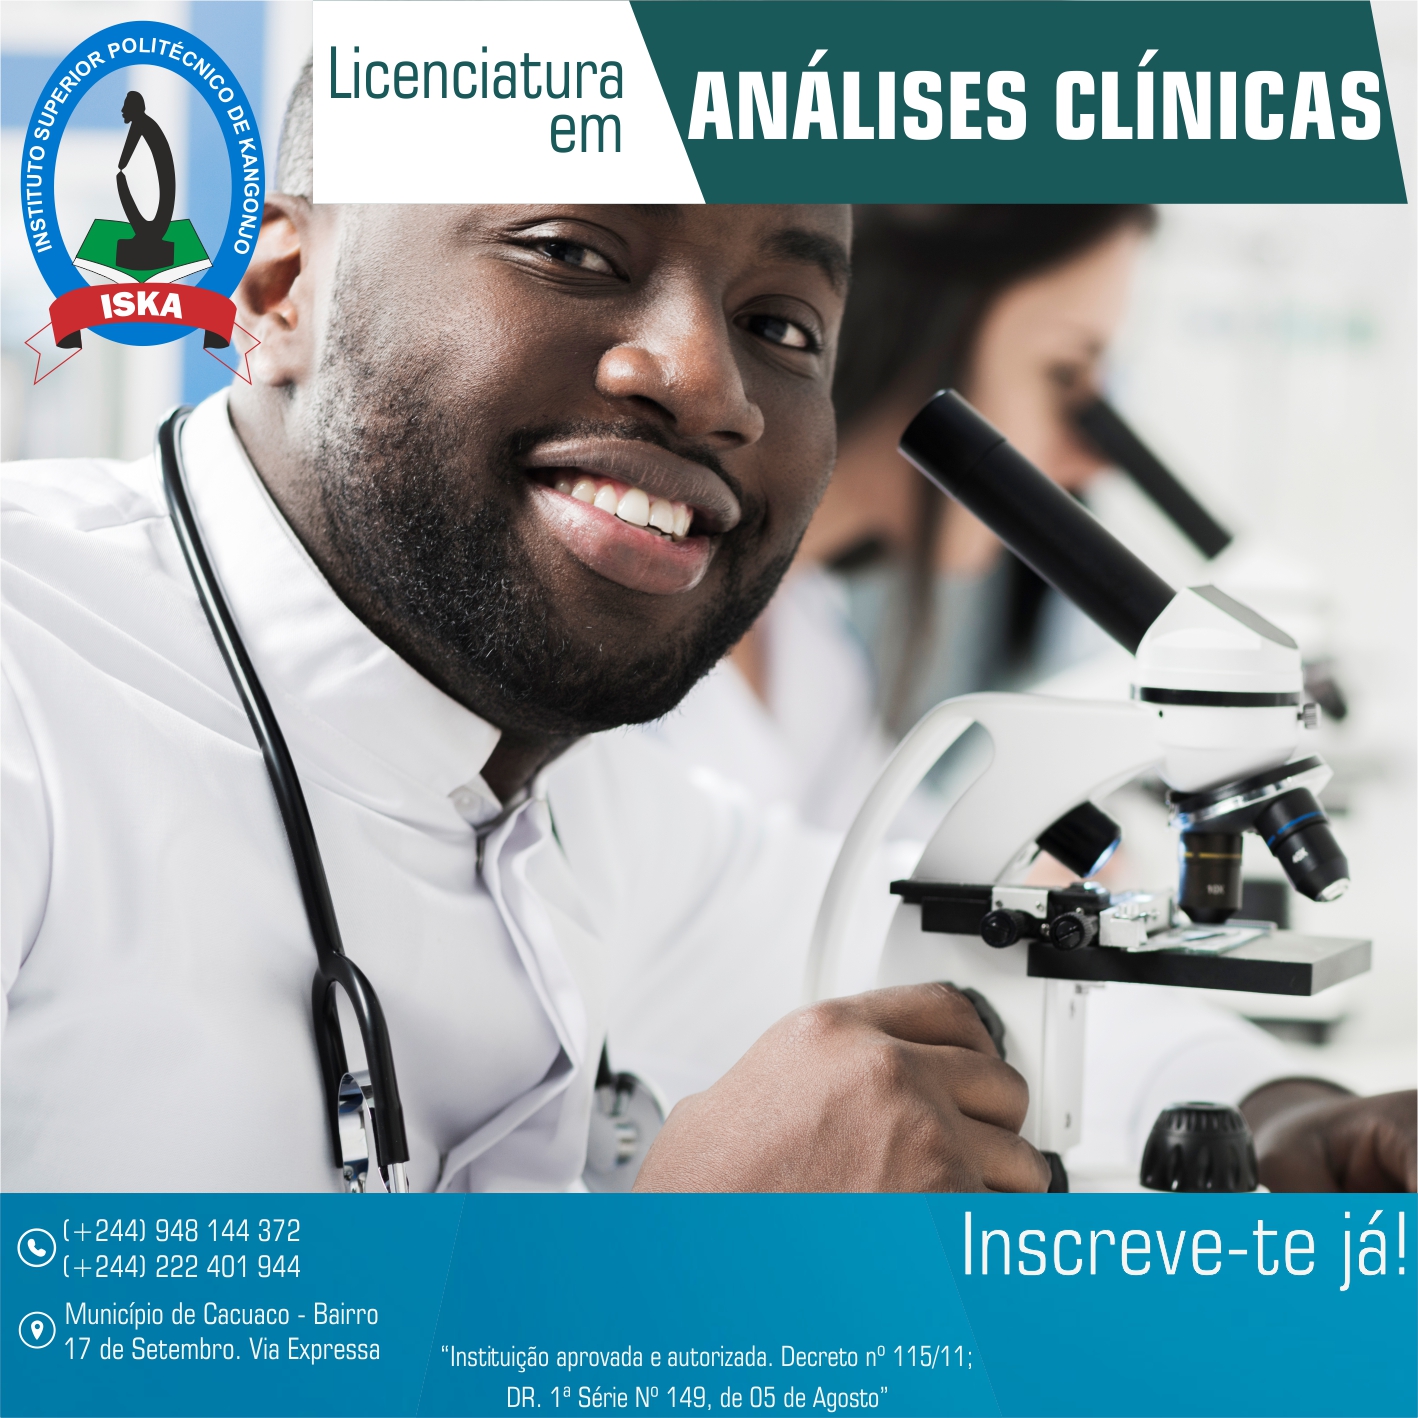 INSTITUTO SUPERIOR POLITÉCNICO DE KANGONJO
ISKA
Licenciatura
em
ANÁLISES CLÍNICAS
(+244) 948 144 372
(+244) 222 401 944
Município de Cacuaco - Bairro
17 de Setembro. Via Expressa
Inscreve-te já!
“Instituição aprovada e autorizada. Decreto nº 115/11;
DR. 1ª Série Nº 149, de 05 de Agosto”